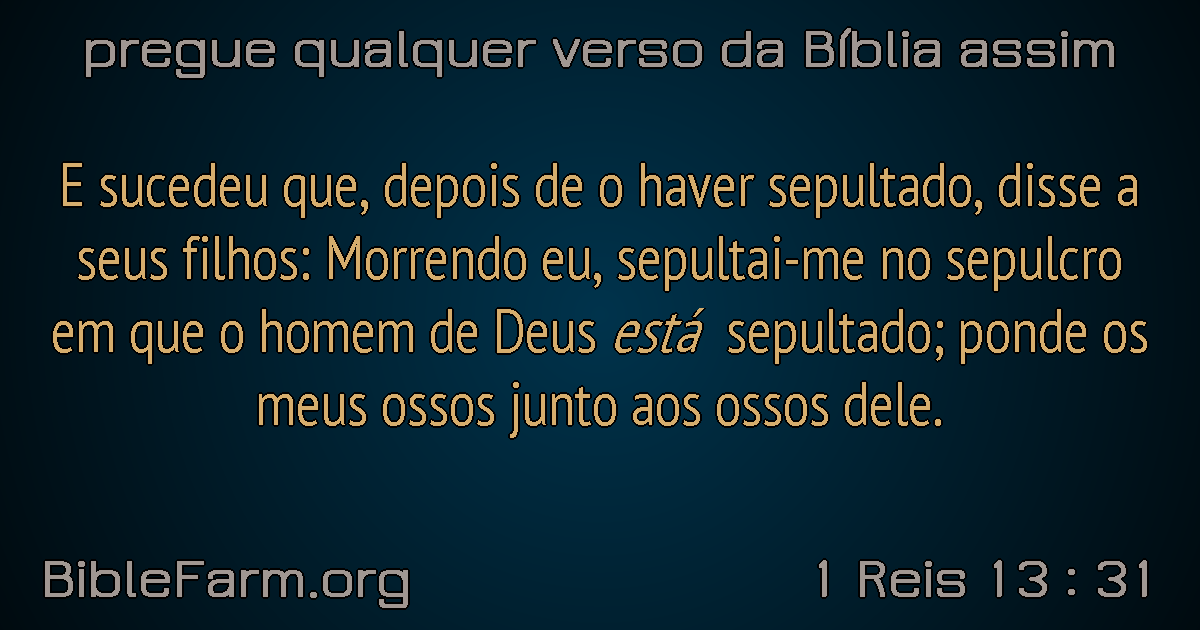 pregue qualquer verso da Bíblia assim
E sucedeu que, depois de o haver sepultado, disse a
seus filhos: Morrendo eu, sepultai-me no sepulcro
em que o homem de Deus está sepultado; ponde os
meus ossos junto aos ossos dele.
BibleFarm.org
1 Reis 13 : 31